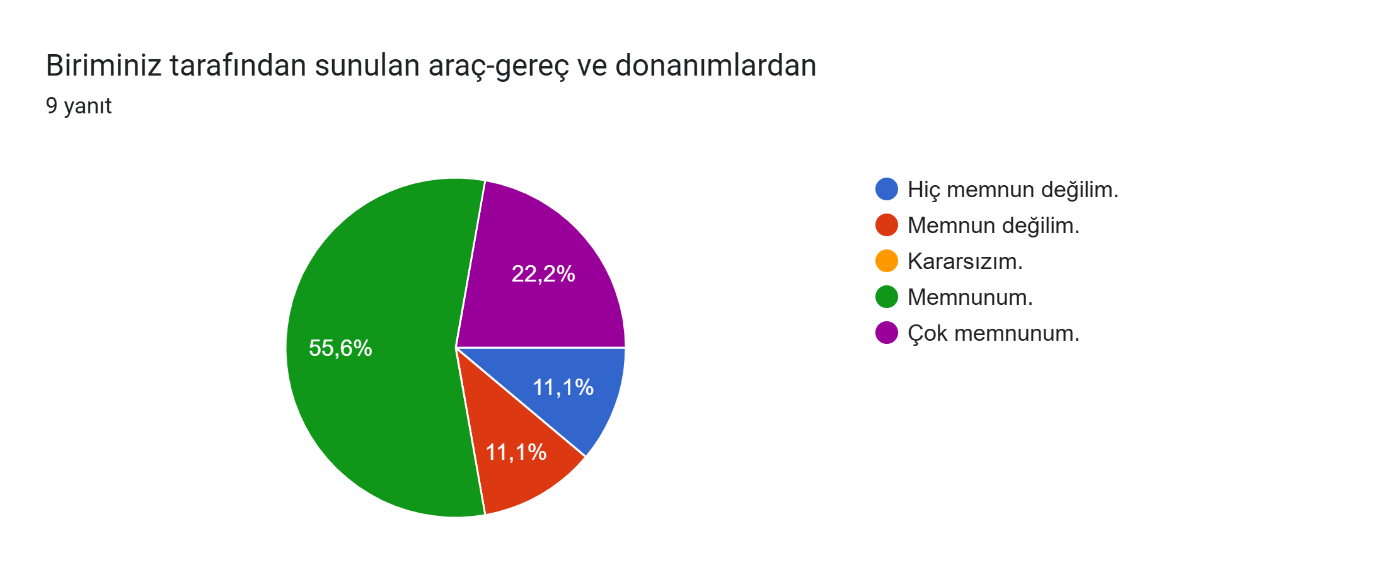 Biriminiz tarafından sunulan araç-gereç ve donanımlardan
9 yanıt
22,2%
55,6%
11,1%
11,1%
Hiç memnun değilim.
Memnun değilim.
Kararsızım.
Memnunum.
Çok memnunum.